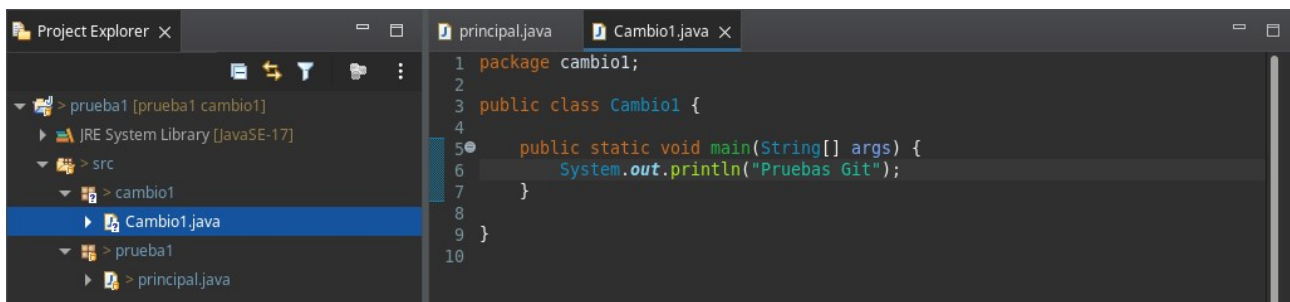 Project Explorer
> prueba1 [prueba1 cambio1]
JRE System Library [JavaSE-17]
> src
> cambio1
Cambio1.java
> prueba1
> principal.java
principal.java
Cambio1.java
1 package cambio1;
2
3 public class Cambio1 {
4
5 public static void main(String[] args) {
6 System.out.println("Pruebas Git");
7 }
8
9 }
10